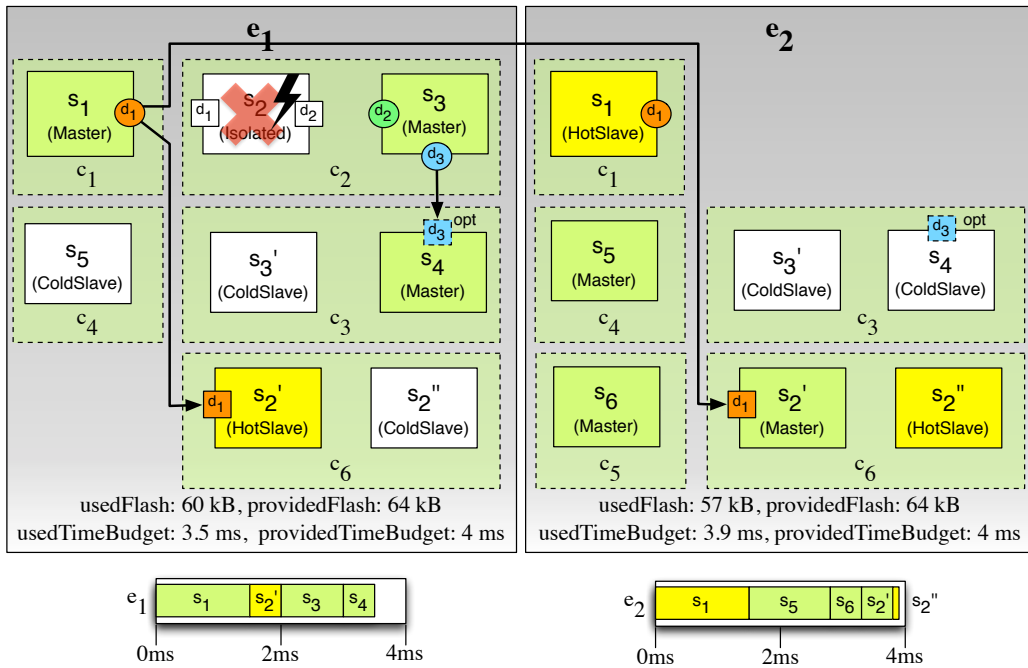 e1
e2
s1
(Master)
d1
c1
d1
s2
(Isolated)
d2
d2
s3
(Master)
d3
c2
s1
(HotSlave)
d1
c1
s5
(ColdSlave)
c4
s3'
(ColdSlave)
d3
opt
s4
(Master)
c3
s5
(Master)
c4
s3'
(ColdSlave)
d3
opt
s4
(ColdSlave)
c3
d1
s2'
(HotSlave)
s2''
(ColdSlave)
c6
s6
(Master)
c5
d1
s2'
(Master)
s2''
(HotSlave)
c6
usedFlash: 60 kB, providedFlash: 64 kB
usedTimeBudget: 3.5 ms, providedTimeBudget: 4 ms
usedFlash: 57 kB, providedFlash: 64 kB
usedTimeBudget: 3.9 ms, providedTimeBudget: 4 ms
e1
s1
s2'
s3
s4
0ms
2ms
4ms
e2
s1
s5
s6
s2'
s2''
0ms
2ms
4ms